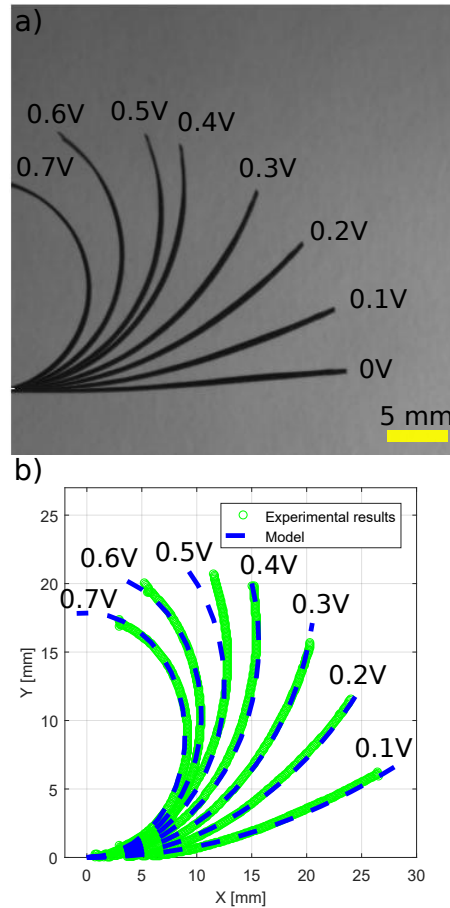 a)
0.6V
0.5V
0.4V
0.7V
0.3V
0.2V
0.1V
0V
5 mm
b)
25
20
15
10
5
0
Y [mm]
Experimental results
Model
0.6V
0.5V
0.4V
0.7V
0.3V
0.2V
0.1V
0 5 10 15 20 25 30
X [mm]